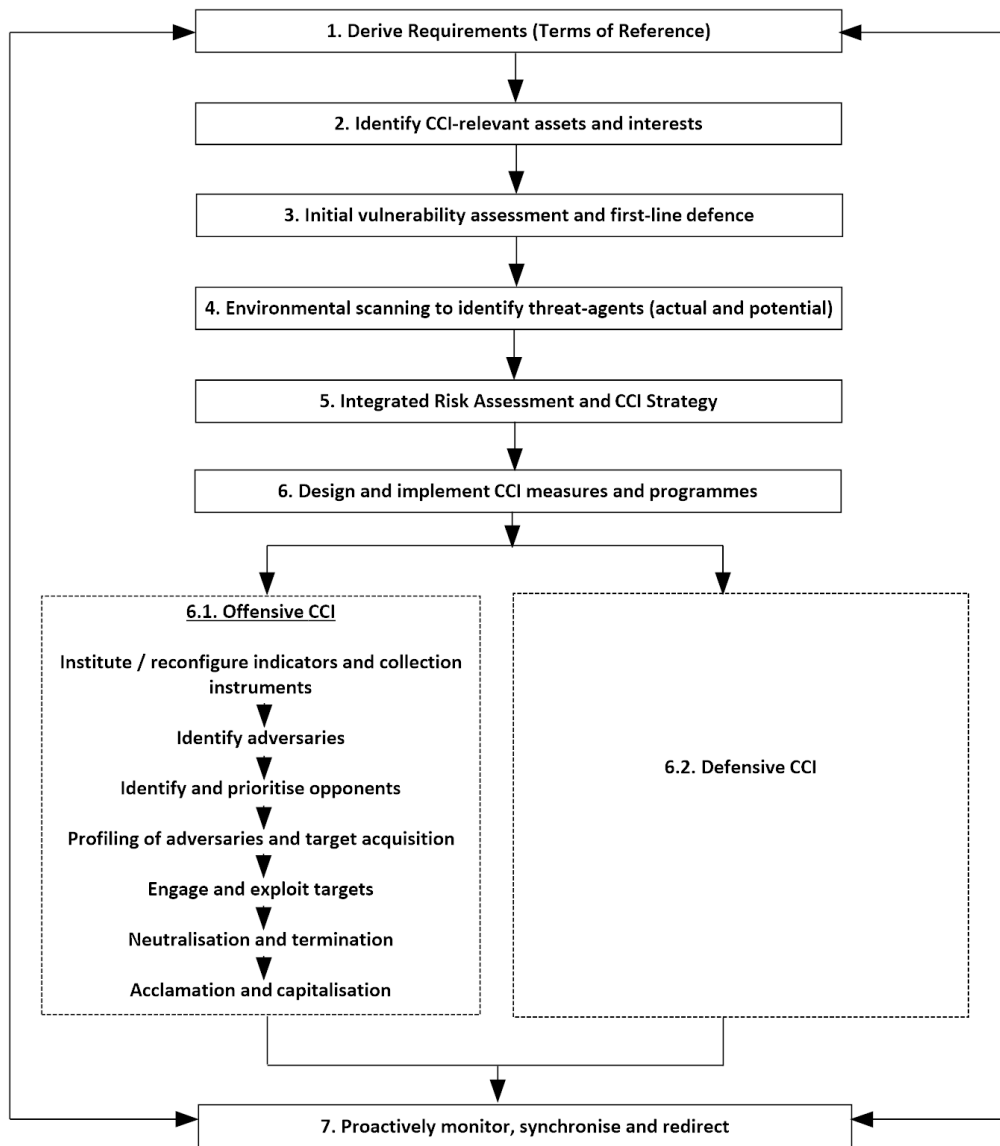 1. Derive Requirements (Terms of Reference)
2. Identify CCI-relevant assets and interests
3. Initial vulnerability assessment and first-line defence
4. Environmental scanning to identify threat-agents (actual and potential)
5. Integrated Risk Assessment and CCI Strategy
6. Design and implement CCI measures and programmes
6.1. Offensive CCI
Institute / reconfigure indicators and collection
instruments
Identify adversaries
Identify and prioritise opponents
Profiling of adversaries and target acquisition
Engage and exploit targets
Neutralisation and termination
Acclamation and capitalisation
6.2. Defensive CCI
7. Proactively monitor, synchronise and redirect